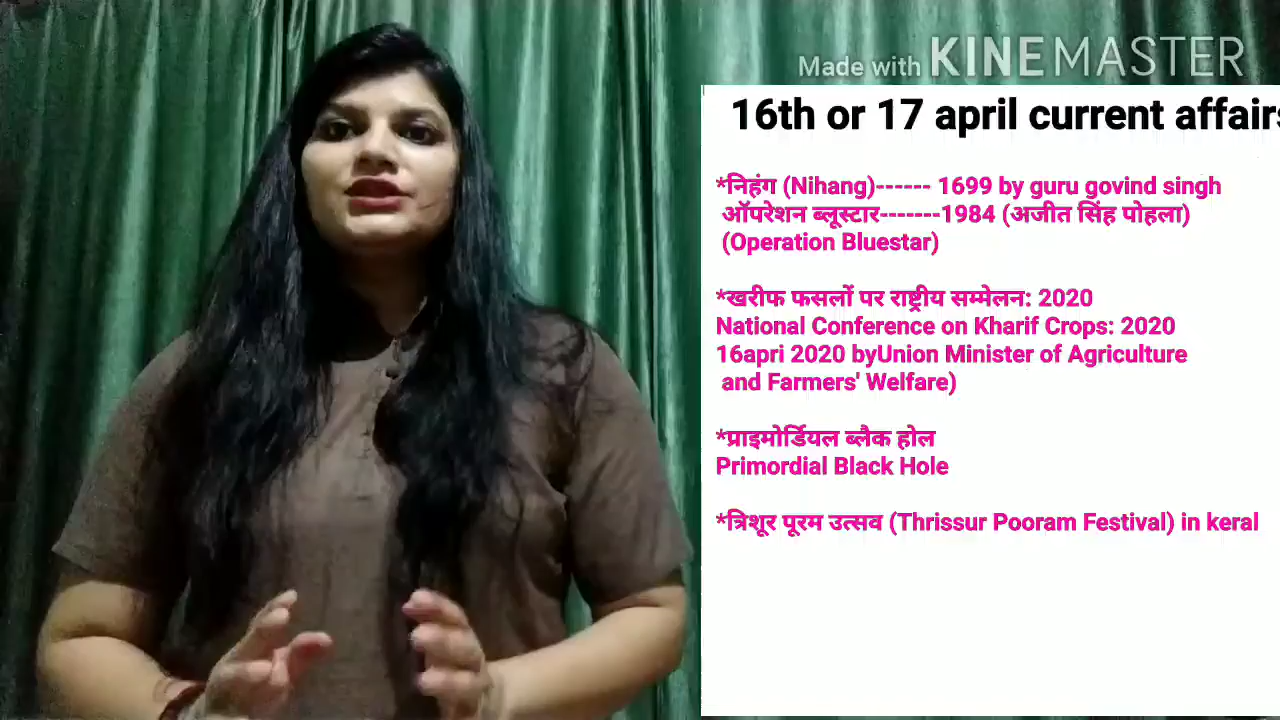 Made with KINEMASTER
16th or 17 april current affairs
*निहंग (Nihang)------ 1699 by guru govind singh
ऑपरेशन ब्लूस्टार-------1984 (अजीत सिंह पोहला)
(Operation Bluestar)
*खरीफ फसलों पर राष्ट्रीय सम्मेलन: 2020
National Conference on Kharif Crops: 2020
16apri 2020 byUnion Minister of Agriculture
and Farmers' Welfare)
*प्राइमोर्डियल ब्लैक होल
Primordial Black Hole
*त्रिशूर पूरम उत्सव (Thrissur Pooram Festival) in keral